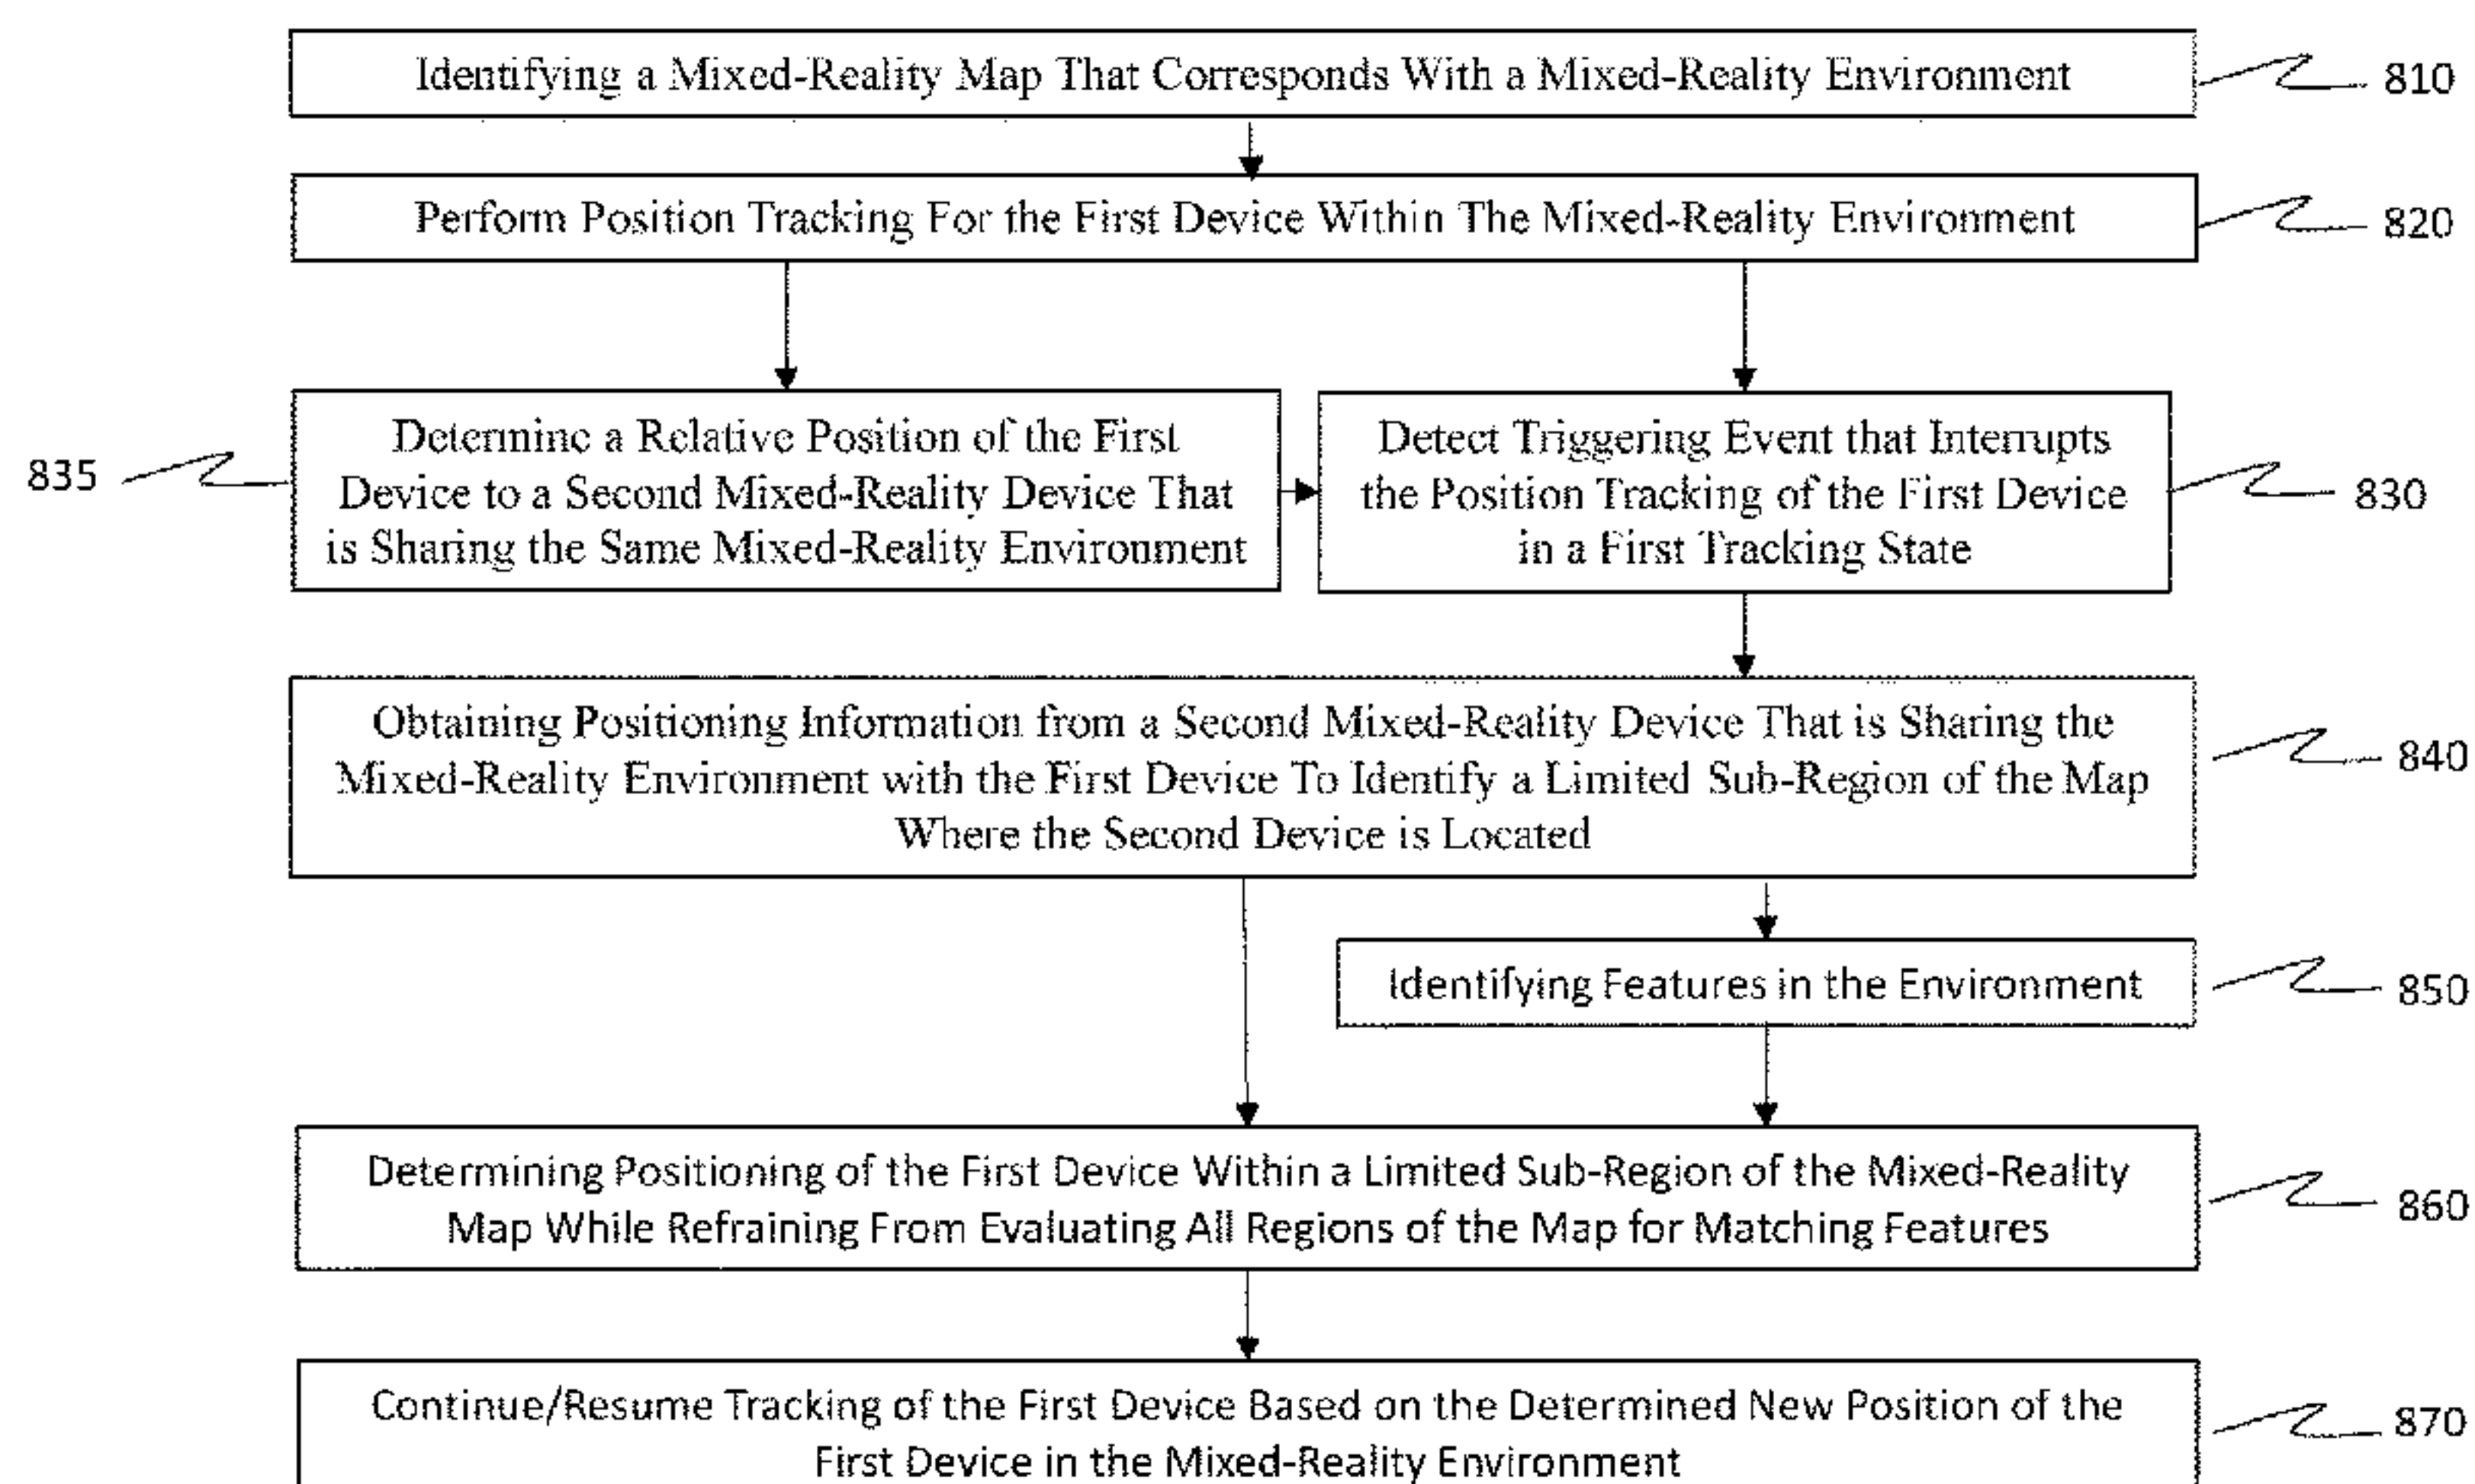 Identifying a Mixed-Reality Map That Corresponds With a Mixed-Reality Environment
810
Perform Position Tracking For the First Device Within The Mixed-Reality Environment
820
835
Determine a Relative Position of the First
Device to a Second Mixed-Reality Device That
is Sharing the Same Mixed-Reality Environment
Detect Triggering Event that Interrupts
the Position Tracking of the First Device
in a First Tracking State
830
Obtaining Positioning Information from a Second Mixed-Reality Device That is Sharing the
Mixed-Reality Environment with the First Device To Identify a Limited Sub-Region of the Map
Where the Second Device is Located
840
Identifying Features in the Environment
850
Determining Positioning of the First Device Within a Limited Sub-Region of the Mixed-Reality
Map While Refraining From Evaluating All Regions of the Map for Matching Features
860
Continue/Resume Tracking of the First Device Based on the Determined New Position of the
First Device in the Mixed-Reality Environment
870